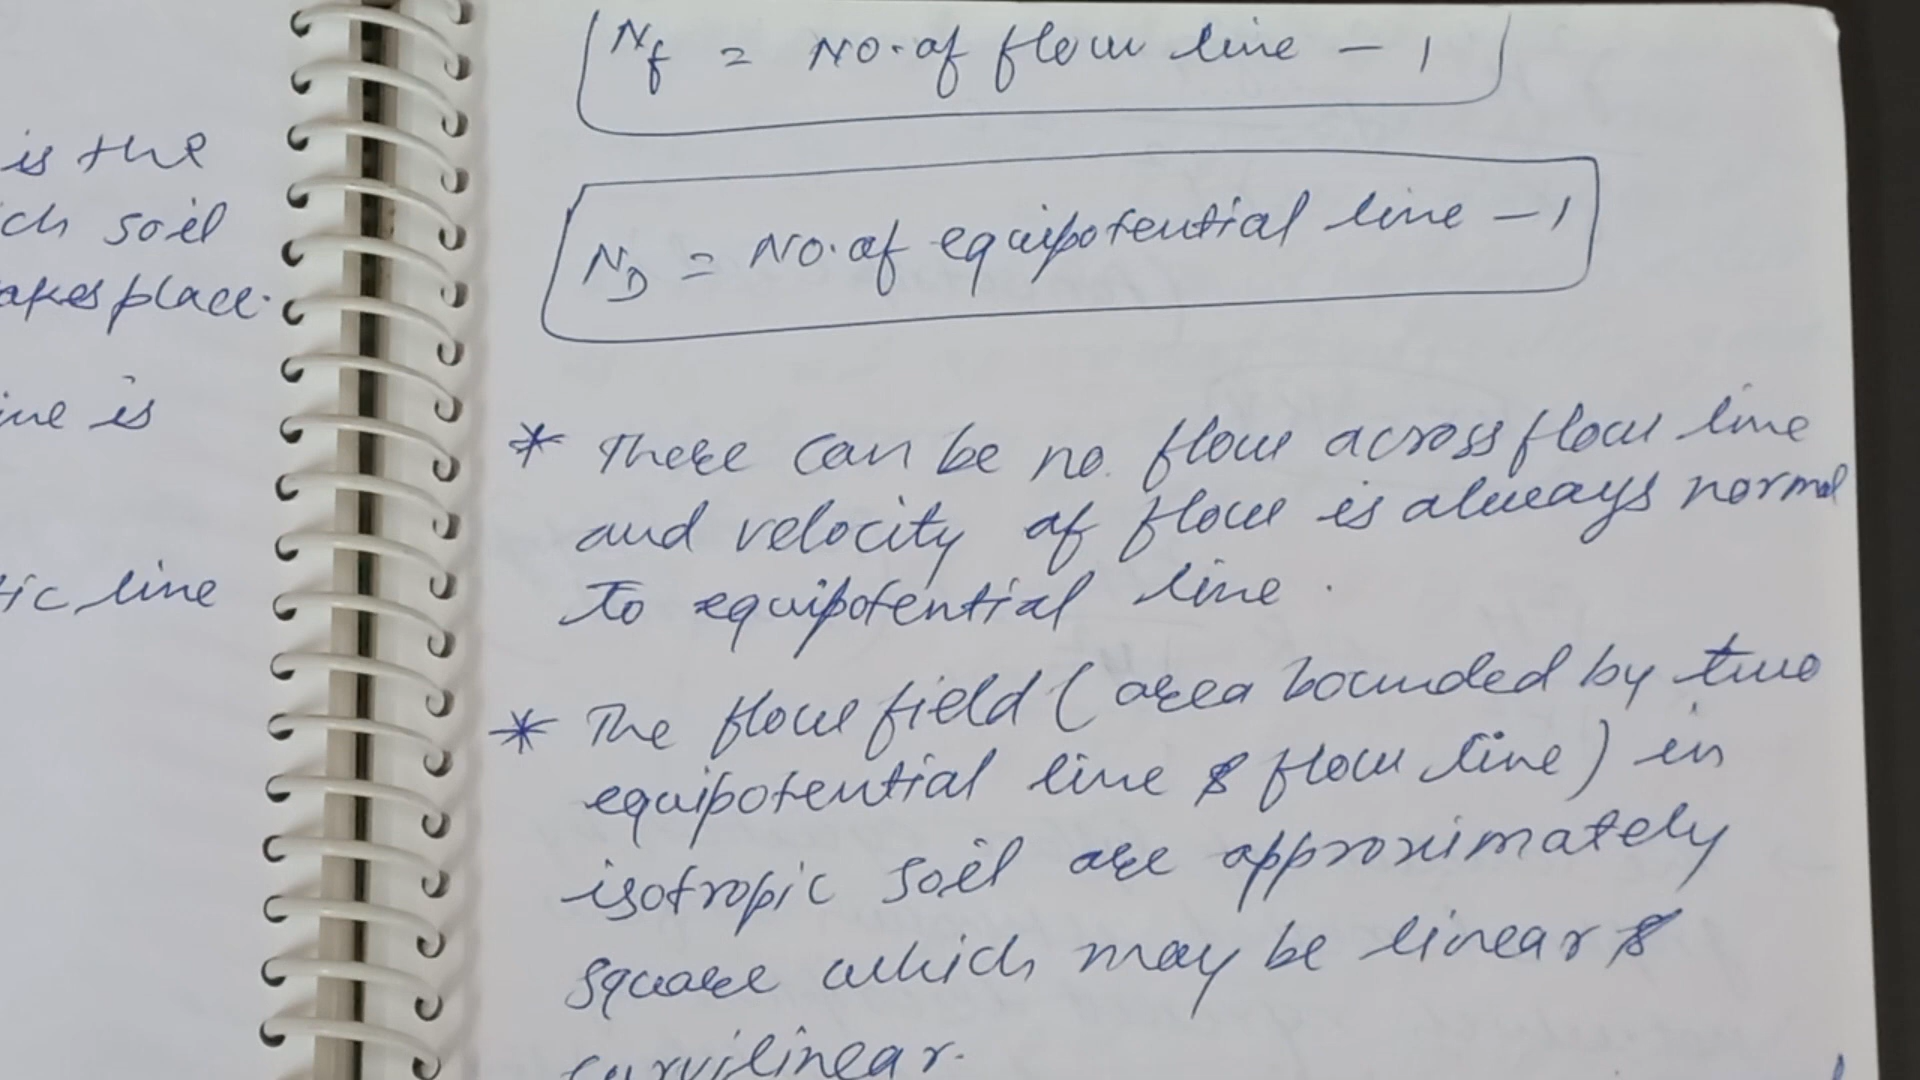 is the
ch soil
akes place.
ine is
tic line
Nf = No. of flow line - 1
ND = No. of equipotential line - 1
* There can be no flow across flow line
and velocity of flow is always normal
to equipotential line.
* The flow field (area bounded by two
equipotential line & flow line) in
isotropic soil are approximately
square which may be linear &
curvilinear.